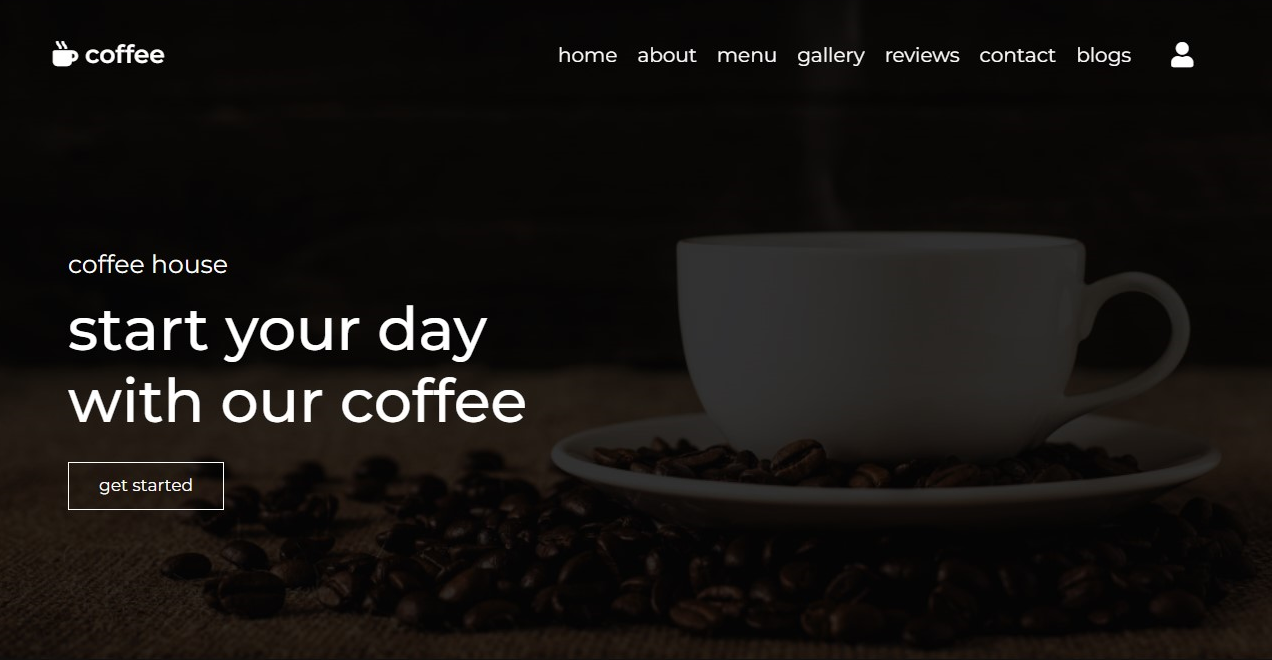 coffee
home about menu gallery reviews contact blogs
coffee house
start your day
with our coffee
get started